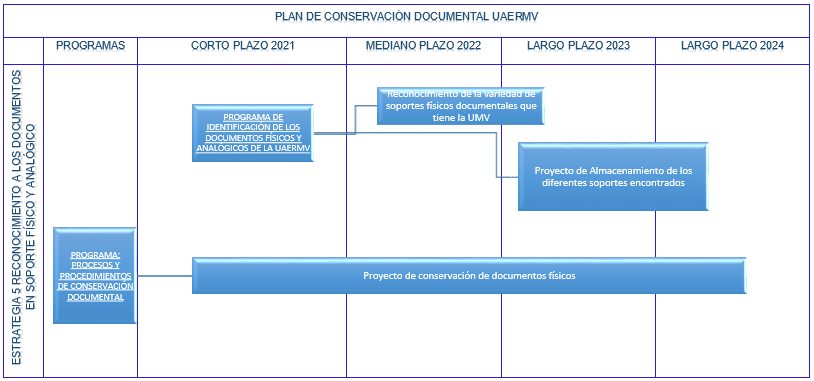 PLAN DE CONSERVACIÓN DOCUMENTAL UAERMV
PROGRAMAS
CORTO PLAZO 2021
MEDIANO PLAZO 2022
LARGO PLAZO 2023
LARGO PLAZO 2024
ESTRATEGIA 5 RECONOCIMIENTO A LOS DOCUMENTOS
EN SOPORTE FÍSICO Y ANALÓGICO
PROGRAMA DE
IDENTIFICACIÓN DE LOS
DOCUMENTOS FÍSICOS Y
ANALÓGICOS DE LA UAERMV
Reconocimiento de la variedad de
soportes físicos documentales que
tiene la UMV
Proyecto de Almacenamiento de los
diferentes soportes encontrados
PROGRAMA:
PROCESOS Y
PROCEDIMIENTOS
DE CONSERVACIÓN
DOCUMENTAL
Proyecto de conservación de documentos físicos